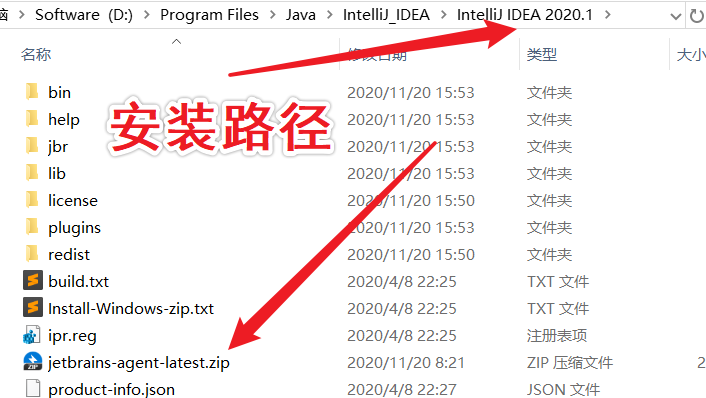 脑 › Software (D:) › Program Files › Java › IntelliJ_IDEA › IntelliJ IDEA 2020.1 ›
名称 修改日期 类型 大小
bin 2020/11/20 15:53 文件夹
help 2020/11/20 15:53 文件夹
jbr 2020/11/20 15:53 文件夹
lib 2020/11/20 15:53 文件夹
license 2020/11/20 15:50 文件夹
plugins 2020/11/20 15:53 文件夹
redist 2020/11/20 15:50 文件夹
build.txt 2020/4/8 22:25 TXT 文件
Install-Windows-zip.txt 2020/4/8 22:25 TXT 文件
ipr.reg 2020/4/8 22:25 注册表项
jetbrains-agent-latest.zip 2020/11/20 8:21 ZIP 压缩文件 2
product-info.json 2020/4/8 22:27 JSON 文件
安装路径